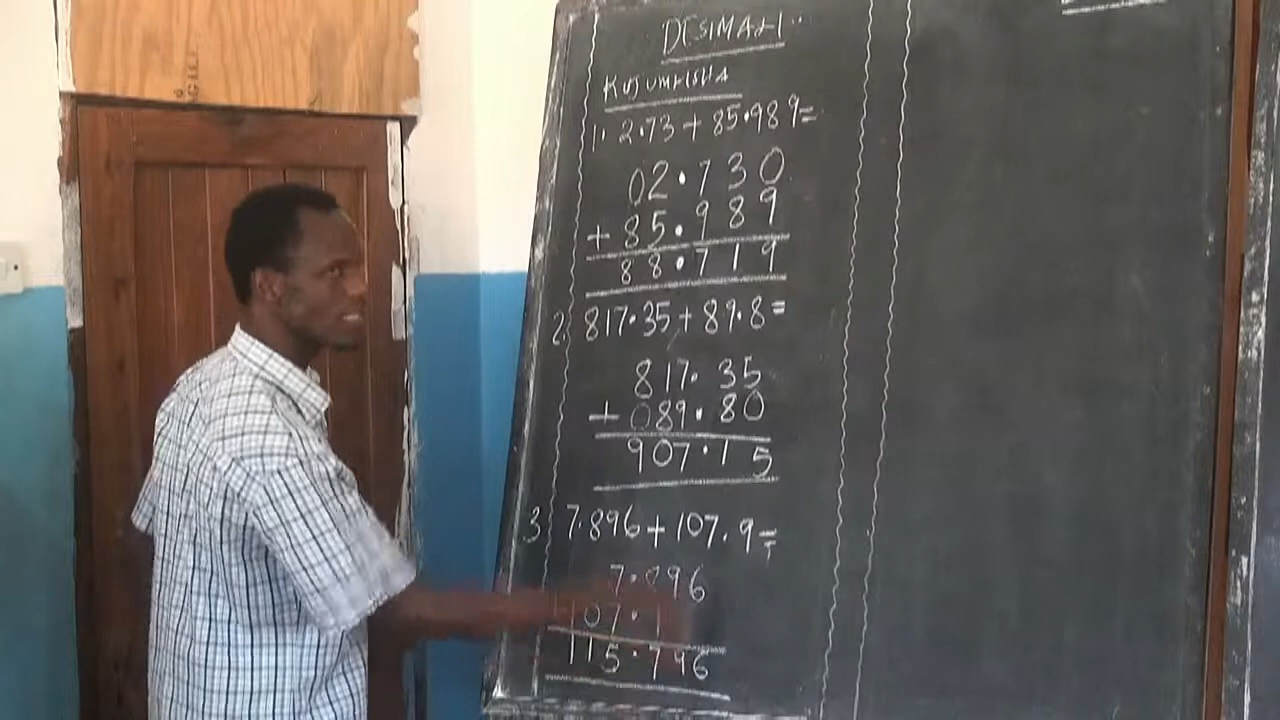 DESIMALI
KUJUMLISHA
1. 2.73 + 85.989 =
02.730
+ 85.989
88.719
2. 817.35 + 89.8 =
817.35
+ 089.80
907.15
3. 7.896 + 107.9 =
7.896
107.
115.796